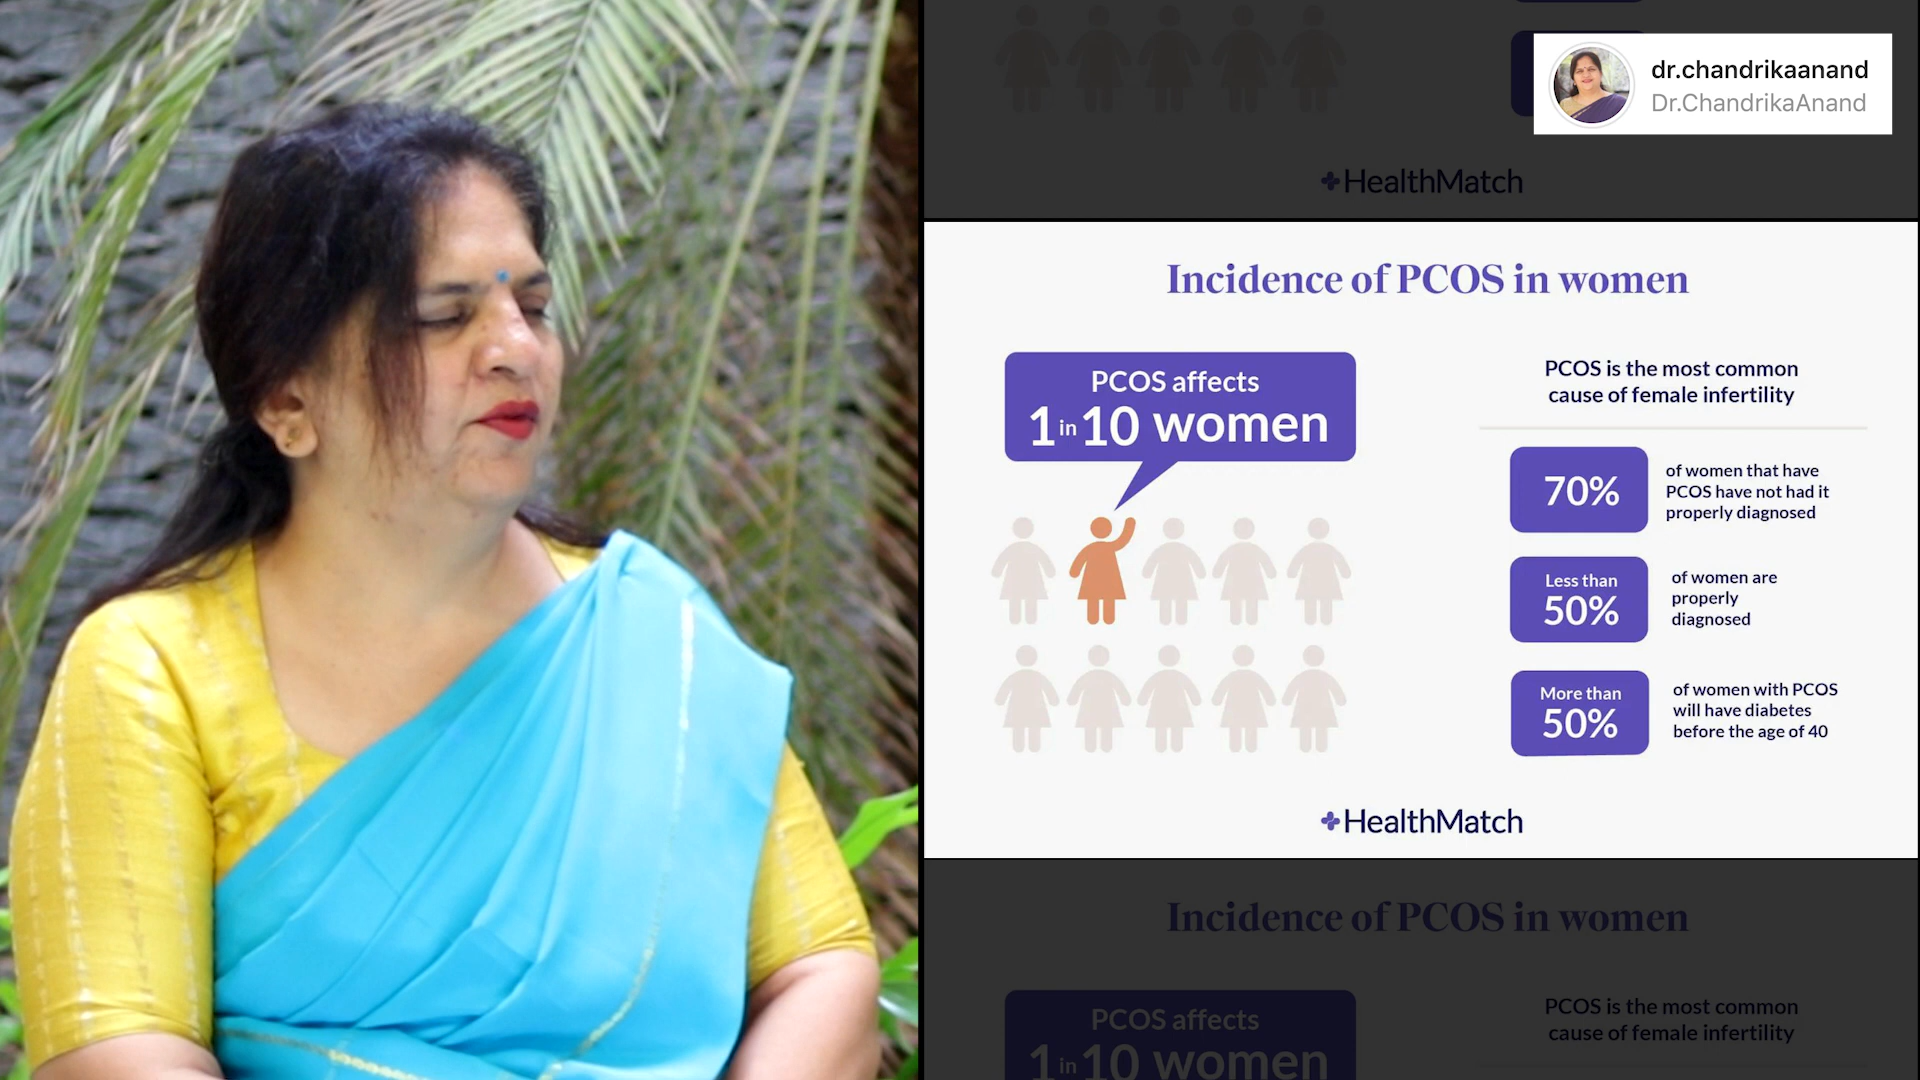 dr.chandrikaanand
Dr.ChandrikaAnand
HealthMatch
Incidence of PCOS in women
PCOS affects
1 in 10 women
PCOS is the most common
cause of female infertility
70%
of women that have
PCOS have not had it
properly diagnosed
Less than
50%
of women are
properly
diagnosed
More than
50%
of women with PCOS
will have diabetes
before the age of 40
HealthMatch
Incidence of PCOS in women
PCOS affects
1 in 10 women
PCOS is the most common
cause of female infertility